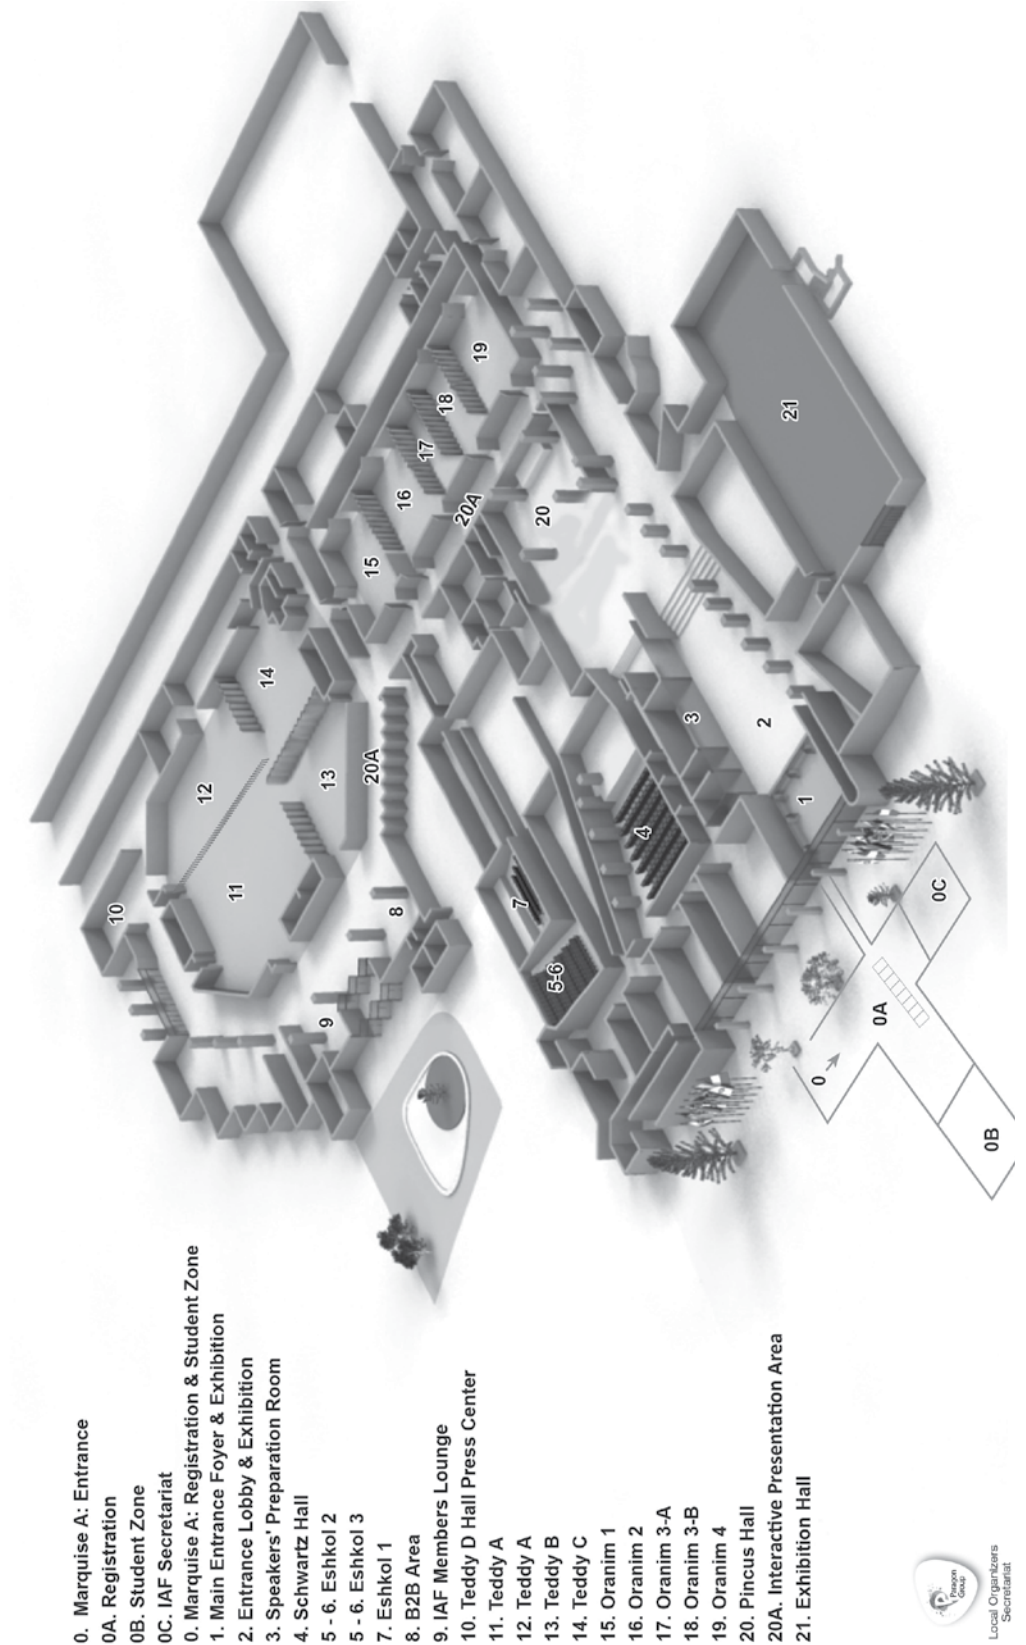 0. Marquise A: Entrance
0A. Registration
0B. Student Zone
0C. IAF Secretariat
0. Marquise A: Registration & Student Zone
1. Main Entrance Foyer & Exhibition
2. Entrance Lobby & Exhibition
3. Speakers' Preparation Room
4. Schwartz Hall
5 - 6. Eshkol 2
5 - 6. Eshkol 3
7. Eshkol 1
8. B2B Area
9. IAF Members Lounge
10. Teddy D Hall Press Center
11. Teddy A
12. Teddy A
13. Teddy B
14. Teddy C
15. Oranim 1
16. Oranim 2
17. Oranim 3-A
18. Oranim 3-B
19. Oranim 4
20. Pincus Hall
20A. Interactive Presentation Area
21. Exhibition Hall
10
12
14
11
13
15
16
17
18
19
20A
20A
20
9
8
7
5-6
4
3
2
1
21
0
0A
0B
0C
Paragon
Group
Local Organizers
Secretariat